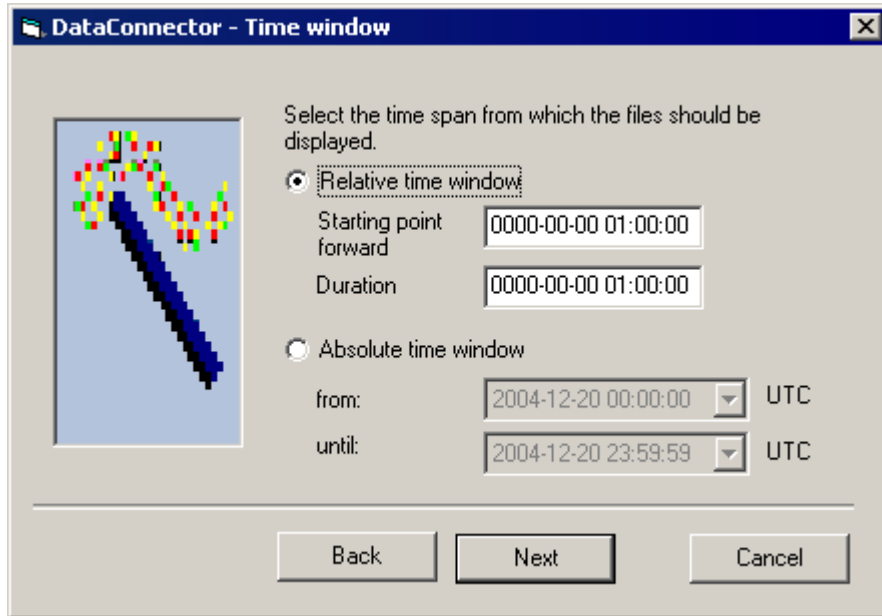 DataConnector - Time window
Select the time span from which the files should be
displayed.
Relative time window
Starting point
forward
0000-00-00 01:00:00
Duration
0000-00-00 01:00:00
Absolute time window
from:
2004-12-20 00:00:00
UTC
until:
2004-12-20 23:59:59
UTC
Back
Next
Cancel